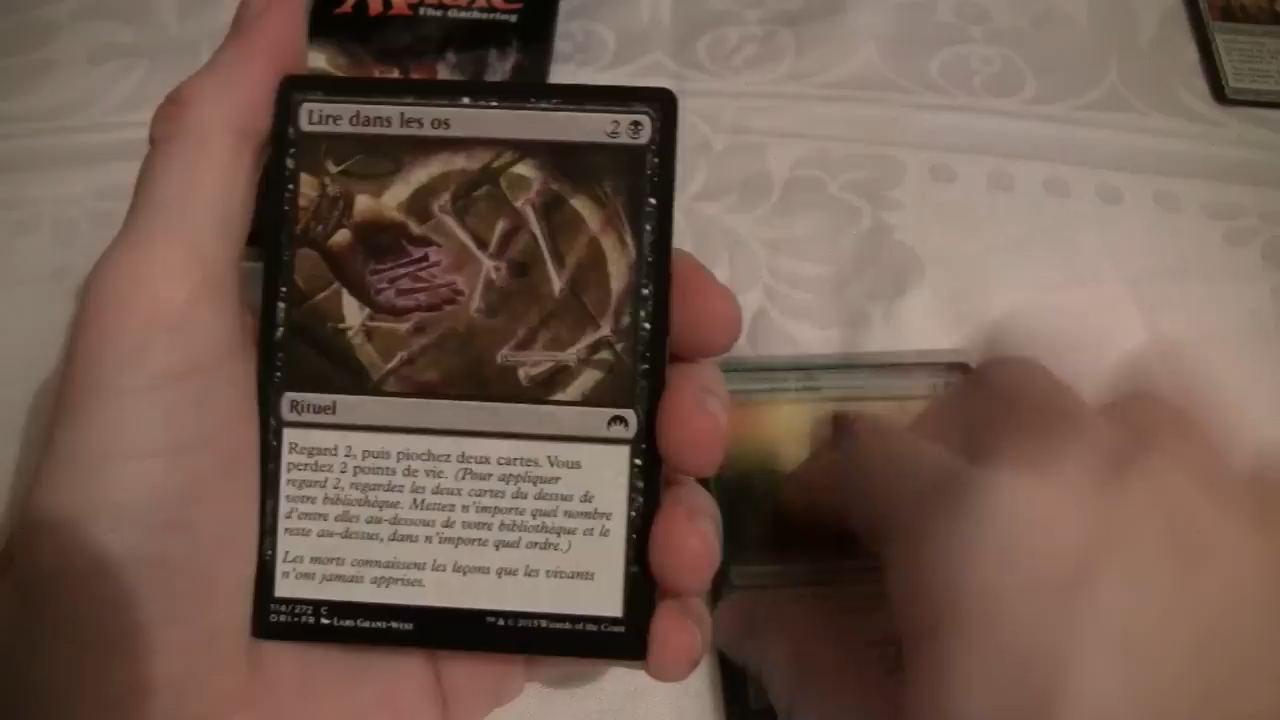 Magic
The Gathering
Lire dans les os
2
Rituel
Regard 2, puis piochez deux cartes. Vous
perdez 2 points de vie. (Pour appliquer
regard 2, regardez les deux cartes du dessus de
votre bibliothèque. Mettez n'importe quel nombre
d'entre elles au-dessous de votre bibliothèque et le
reste au-dessus, dans n'importe quel ordre.)
Les morts connaissent les leçons que les vivants
n'ont jamais apprises.
114/272 C
ORI • FR Lars Grant-West
™ & © 2015 Wizards of the Coast